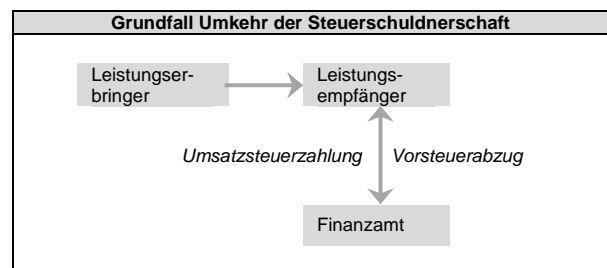 Grundfall Umkehr der Steuerschuldnerschaft
Leistungser-
bringer
Leistungs-
empfänger
Umsatzsteuerzahlung
Vorsteuerabzug
Finanzamt